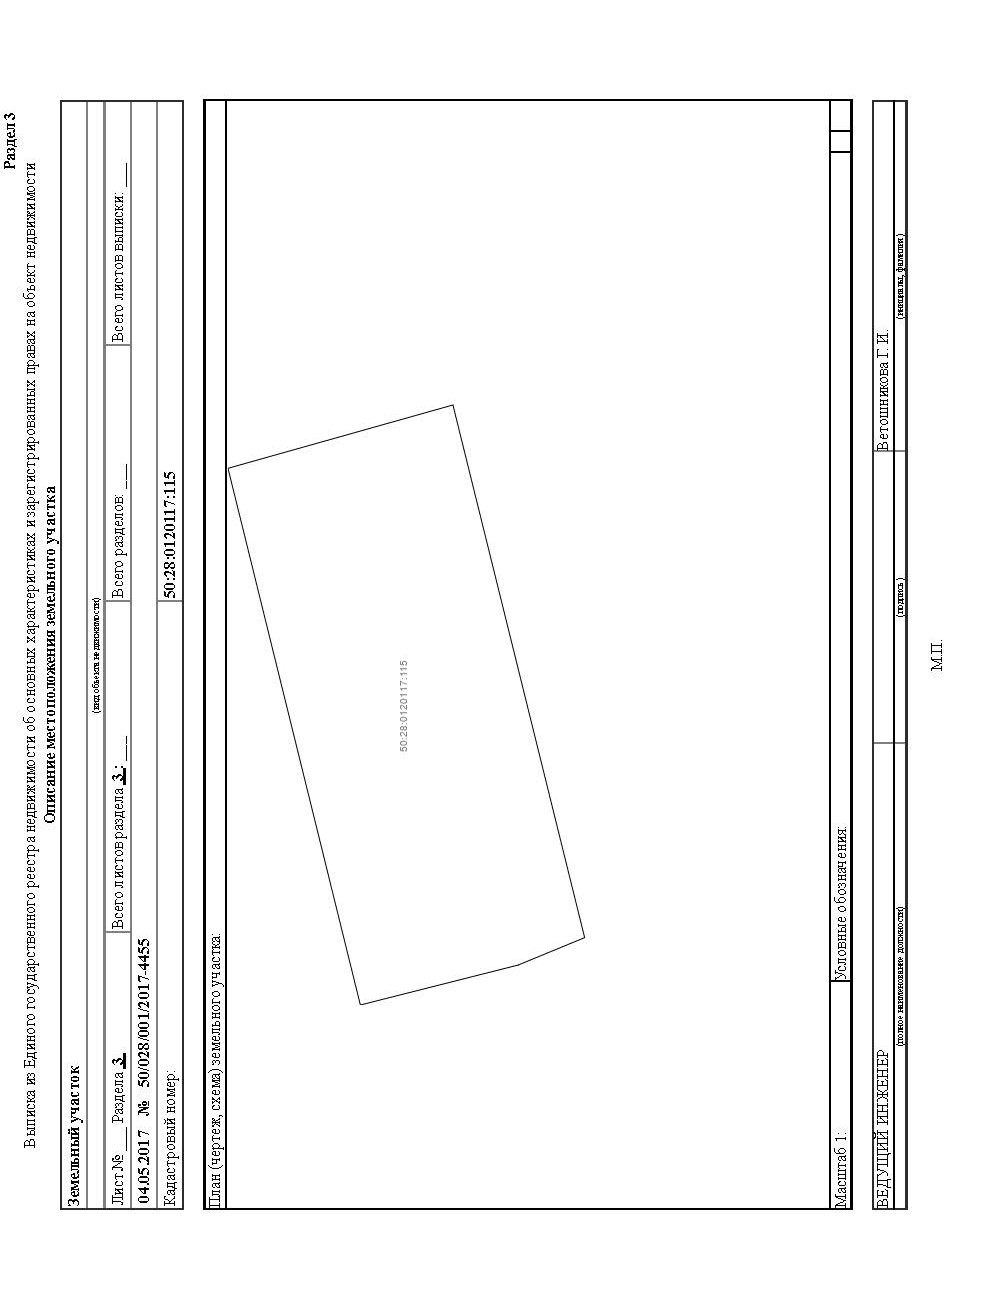 Раздел 3
Выписка из Единого государственного реестра недвижимости об основных характеристиках и зарегистрированных правах на объект недвижимости
Описание местоположения земельного участка
Земельный участок
(вид объекта недвижимости)
Лист № ___ Раздела 3 Всего листов раздела 3 : ___ Всего разделов: ___ Всего листов выписки: ___
04.05.2017 № 50/028/001/2017-4455
Кадастровый номер: 50:28:0120117:115
План (чертеж, схема) земельного участка:
50:28:0120117:115
Масштаб 1: Условные обозначения:
ВЕДУЩИЙ ИНЖЕНЕР Ветошникова Г. И.
(полное наименование должности) (подпись) (инициалы, фамилия)
М.П.